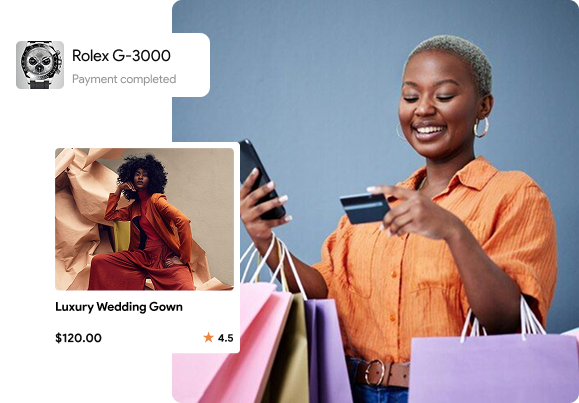 Rolex G-3000
Payment completed
Luxury Wedding Gown
$120.00
4.5